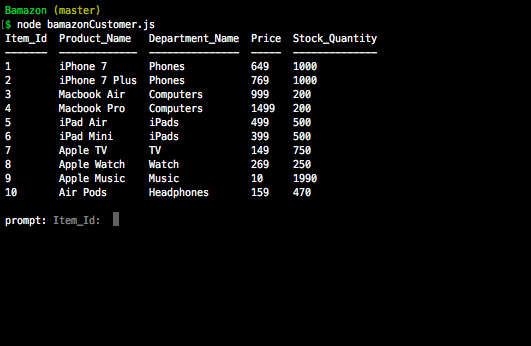 Bamazon (master)
[$ node bamazonCustomer.js
Item_Id  Product_Name  Department_Name  Price  Stock_Quantity
-------  -------------  ---------------  -----  --------------
1        iPhone 7       Phones           649    1000
2        iPhone 7 Plus  Phones           769    1000
3        Macbook Air    Computers        999    200
4        Macbook Pro    Computers        1499   200
5        iPad Air       iPads            499    500
6        iPad Mini      iPads            399    500
7        Apple TV       TV               149    750
8        Apple Watch    Watch            269    250
9        Apple Music    Music            10     1990
10       Air Pods       Headphones       159    470
prompt: Item_Id: